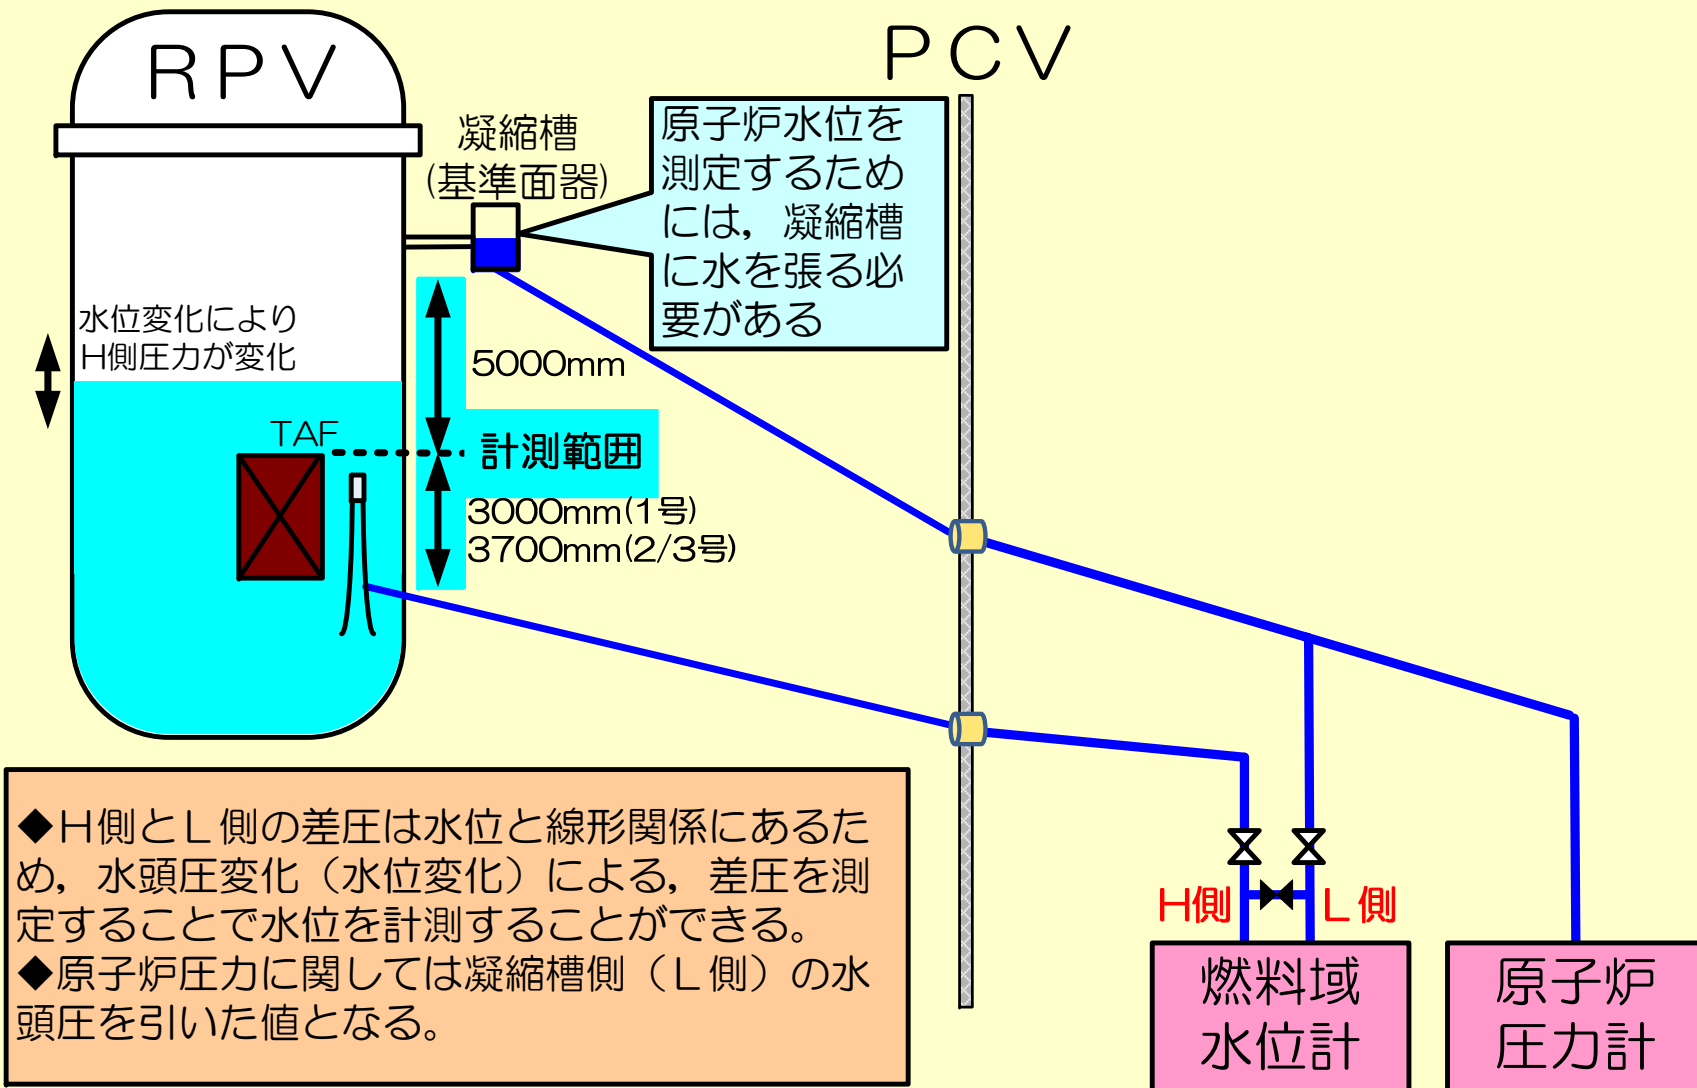 RPV
PCV
凝縮槽
(基準面器)
原子炉水位を
測定するため
には，凝縮槽
に水を張る必
要がある
水位変化により
H側圧力が変化
5000mm
TAF
計測範囲
3000mm(1号)
3700mm(2/3号)
◆H側とL側の差圧は水位と線形関係にあるた
め，水頭圧変化（水位変化）による，差圧を測
定することで水位を計測することができる。
◆原子炉圧力に関しては凝縮槽側（L側）の水
頭圧を引いた値となる。
H側
L側
燃料域
水位計
原子炉
圧力計